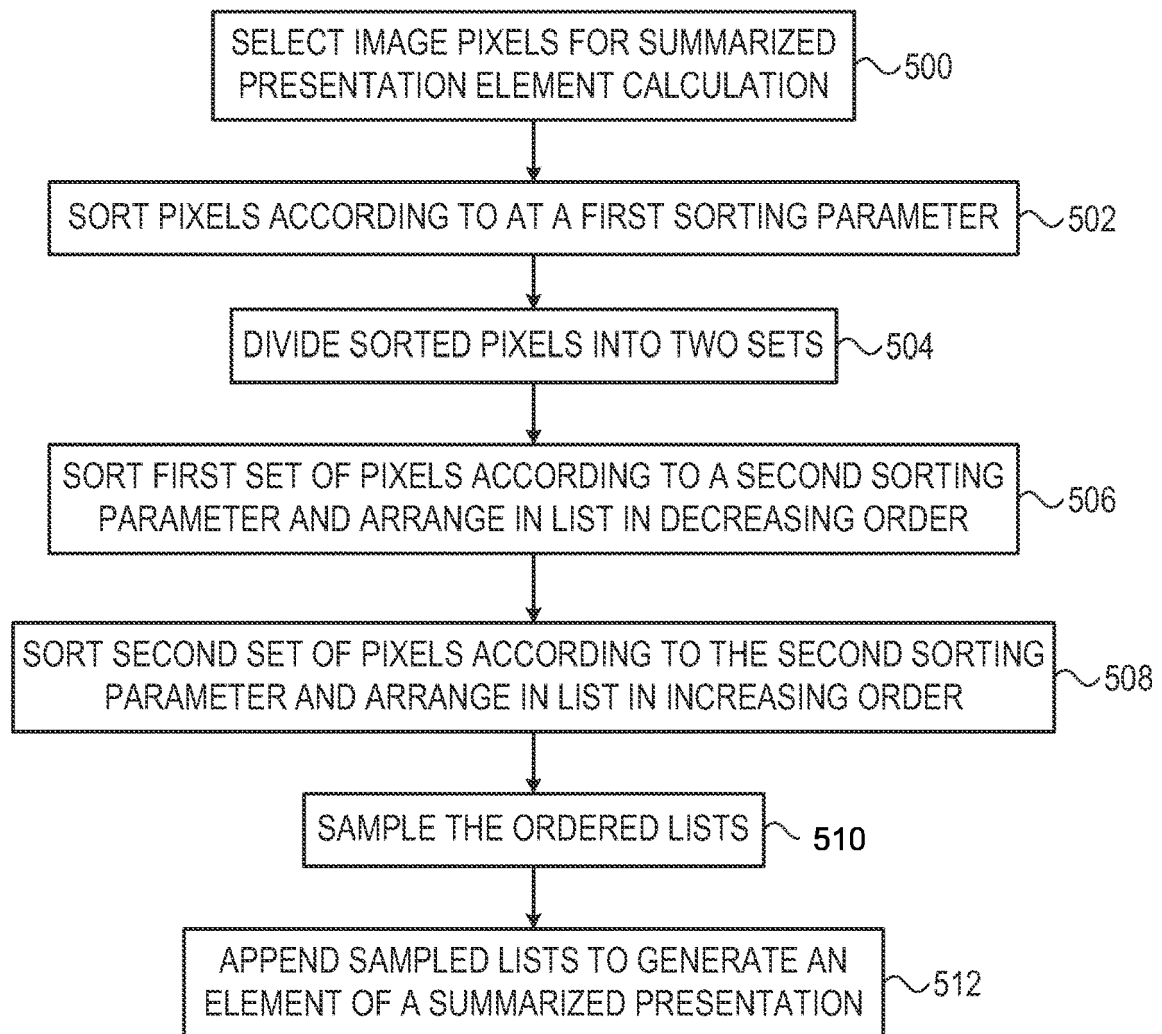 SELECT IMAGE PIXELS FOR SUMMARIZED
PRESENTATION ELEMENT CALCULATION
500
SORT PIXELS ACCORDING TO AT A FIRST SORTING PARAMETER
502
DIVIDE SORTED PIXELS INTO TWO SETS
504
SORT FIRST SET OF PIXELS ACCORDING TO A SECOND SORTING
PARAMETER AND ARRANGE IN LIST IN DECREASING ORDER
506
SORT SECOND SET OF PIXELS ACCORDING TO THE SECOND SORTING
PARAMETER AND ARRANGE IN LIST IN INCREASING ORDER
508
SAMPLE THE ORDERED LISTS
510
APPEND SAMPLED LISTS TO GENERATE AN
ELEMENT OF A SUMMARIZED PRESENTATION
512